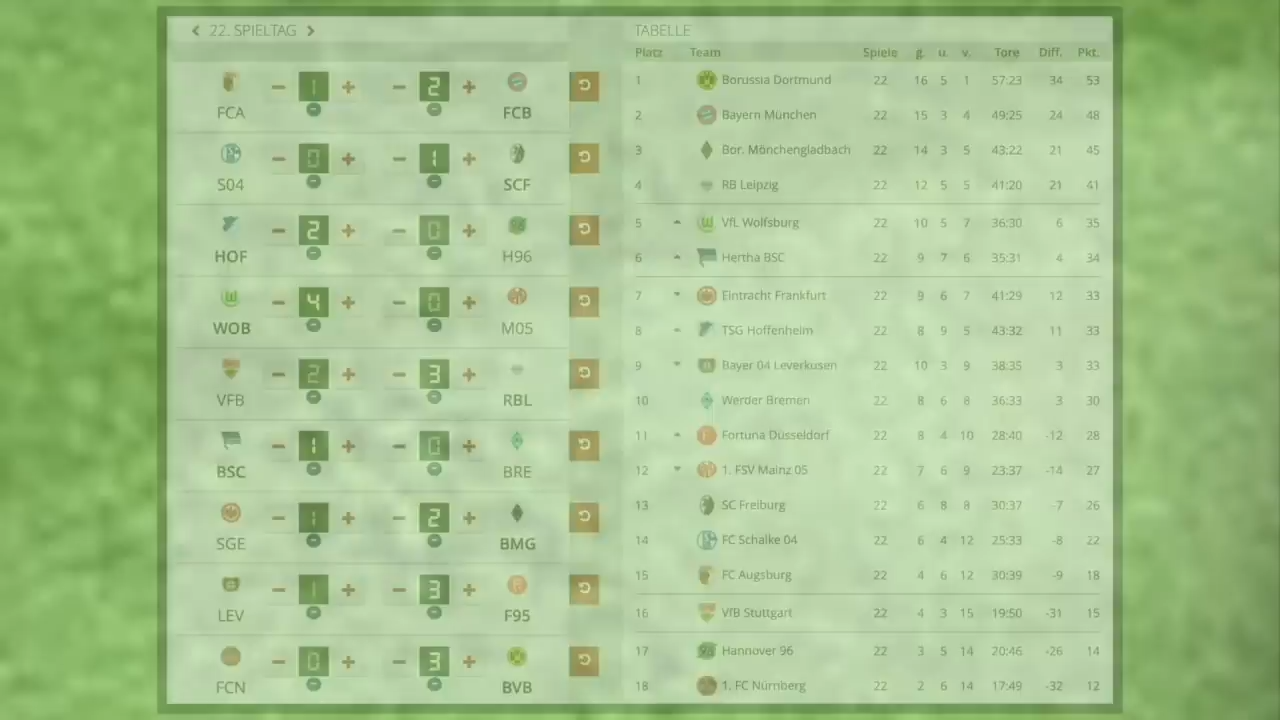 22. SPIELTAG
FCA 1 2 FCB
S04 0 1 SCF
HOF 2 0 H96
WOB 4 0 M05
VFB 2 3 RBL
BSC 1 0 BRE
SGE 1 2 BMG
LEV 1 3 F95
FCN 0 3 BVB
TABELLE
Platz Team Spiele g. u. v. Tore Diff. Pkt.
1 Borussia Dortmund 22 16 5 1 57:23 34 53
2 Bayern München 22 15 3 4 49:25 24 48
3 Bor. Mönchengladbach 22 14 3 5 43:22 21 45
4 RB Leipzig 22 12 5 5 41:20 21 41
5 VfL Wolfsburg 22 10 5 7 36:30 6 35
6 Hertha BSC 22 9 7 6 35:31 4 34
7 Eintracht Frankfurt 22 9 6 7 41:29 12 33
8 TSG Hoffenheim 22 8 9 5 43:32 11 33
9 Bayer 04 Leverkusen 22 10 3 9 38:35 3 33
10 Werder Bremen 22 8 6 8 36:33 3 30
11 Fortuna Düsseldorf 22 8 4 10 28:40 -12 28
12 1. FSV Mainz 05 22 7 6 9 23:37 -14 27
13 SC Freiburg 22 6 8 8 30:37 -7 26
14 FC Schalke 04 22 6 4 12 25:33 -8 22
15 FC Augsburg 22 4 6 12 30:39 -9 18
16 VfB Stuttgart 22 4 3 15 19:50 -31 15
17 Hannover 96 22 3 5 14 20:46 -26 14
18 1. FC Nürnberg 22 2 6 14 17:49 -32 12